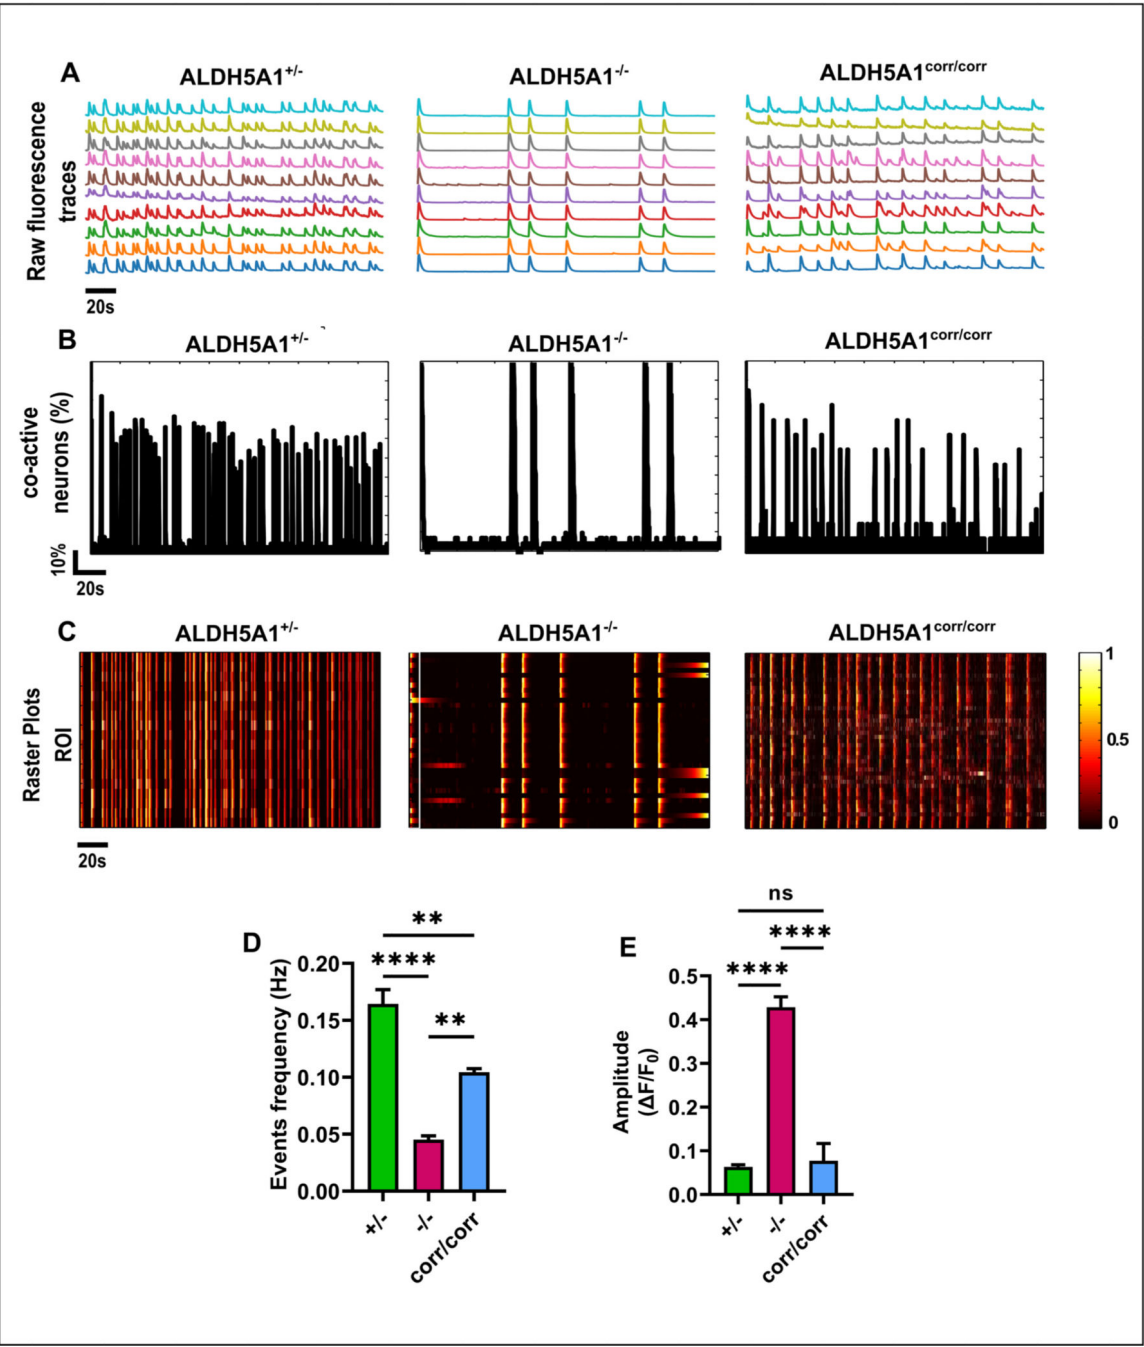 A
ALDH5A1+/-
ALDH5A1-/-
ALDH5A1corr/corr
Raw fluorescence
traces
20s
B
ALDH5A1+/-
ALDH5A1-/-
ALDH5A1corr/corr
co-active
neurons (%)
10%
20s
C
ALDH5A1+/-
ALDH5A1-/-
ALDH5A1corr/corr
Raster Plots
ROI
1
0.5
0
20s
D
**
****
**
Events frequency (Hz)
0.20
0.15
0.10
0.05
0.00
+/-
-/-
corr/corr
E
ns
****
****
Amplitude
(ΔF/F0)
0.5
0.4
0.3
0.2
0.1
0.0
+/-
-/-
corr/corr